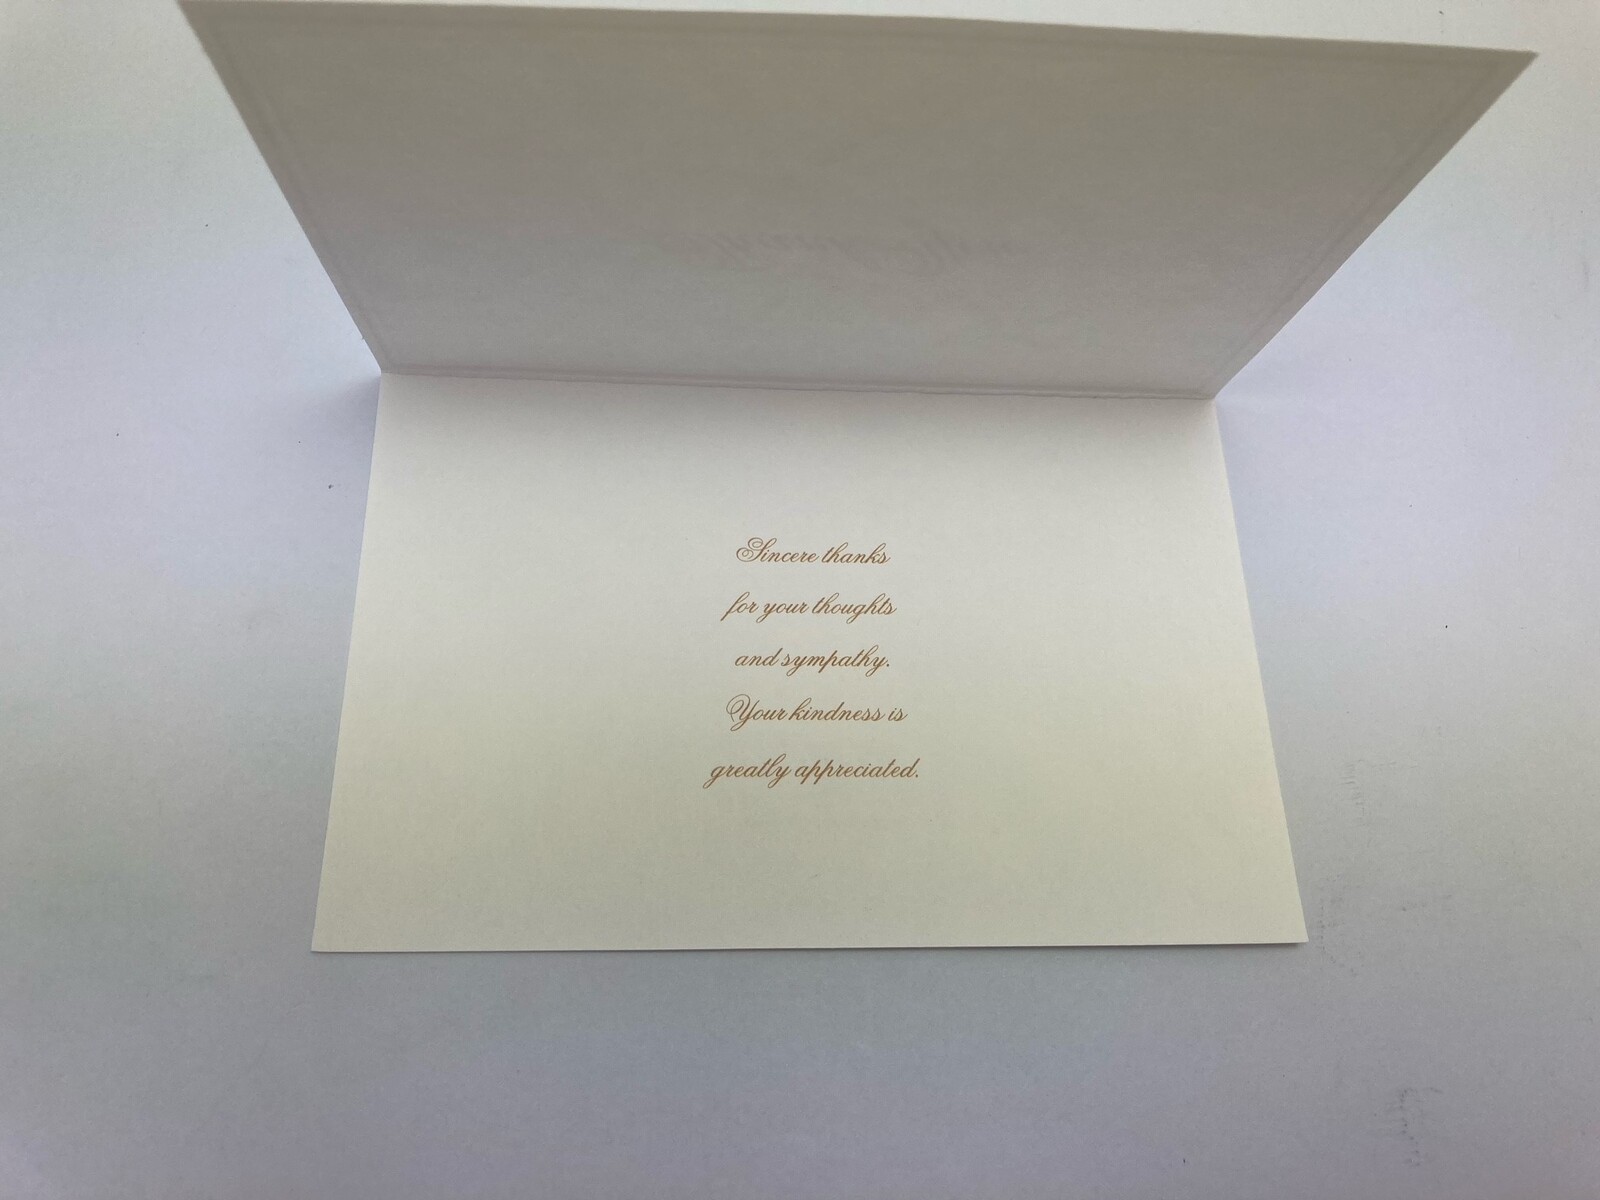 Sincere thanks
for your thoughts
and sympathy.
Your kindness is
greatly appreciated.